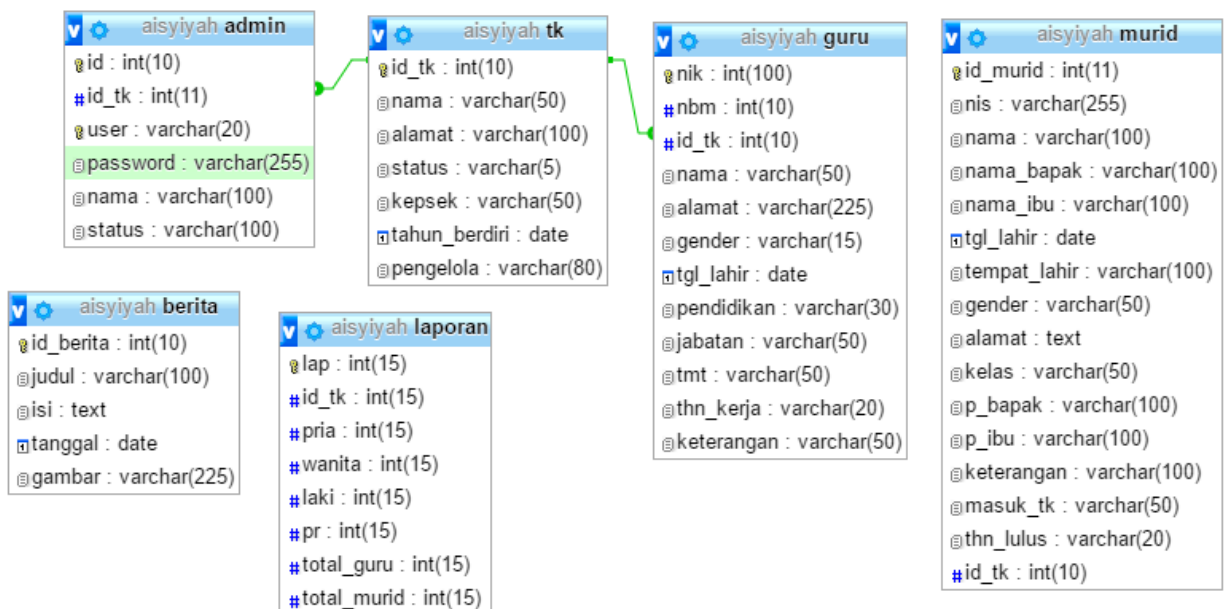 aisyiyah admin
id : int(10)
#id_tk : int(11)
user : varchar(20)
password : varchar(255)
nama : varchar(100)
status : varchar(100)
aisyiyah tk
id_tk : int(10)
nama : varchar(50)
alamat : varchar(100)
status : varchar(5)
kepsek : varchar(50)
tahun_berdiri : date
pengelola : varchar(80)
aisyiyah guru
nik : int(100)
#nbm : int(10)
#id_tk : int(10)
nama : varchar(50)
alamat : varchar(225)
gender : varchar(15)
tgl_lahir : date
pendidikan : varchar(30)
jabatan : varchar(50)
tmt : varchar(50)
thn_kerja : varchar(20)
keterangan : varchar(50)
aisyiyah murid
id_murid : int(11)
nis : varchar(255)
nama : varchar(100)
nama_bapak : varchar(100)
nama_ibu : varchar(100)
tgl_lahir : date
tempat_lahir : varchar(100)
gender : varchar(50)
alamat : text
kelas : varchar(50)
p_bapak : varchar(100)
p_ibu : varchar(100)
keterangan : varchar(100)
masuk_tk : varchar(50)
thn_lulus : varchar(20)
#id_tk : int(10)
aisyiyah berita
id_berita : int(10)
judul : varchar(100)
isi : text
tanggal : date
gambar : varchar(225)
aisyiyah laporan
lap : int(15)
#id_tk : int(15)
#pria : int(15)
#wanita : int(15)
#laki : int(15)
#pr : int(15)
#total_guru : int(15)
#total_murid : int(15)